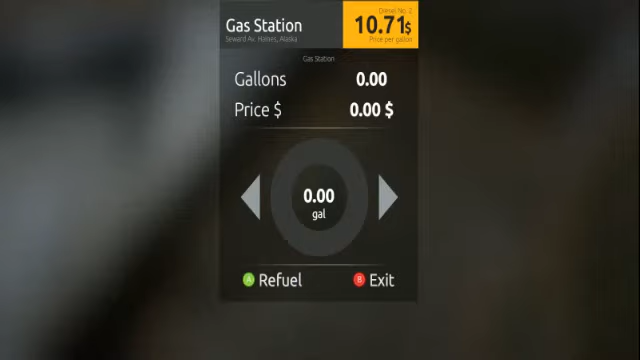 Gas Station
Seward Av. Haines, Alaska
Diesel No. 2
10.71$
Price per gallon
Gas Station
Gallons 0.00
Price $ 0.00 $
0.00
gal
A Refuel B Exit